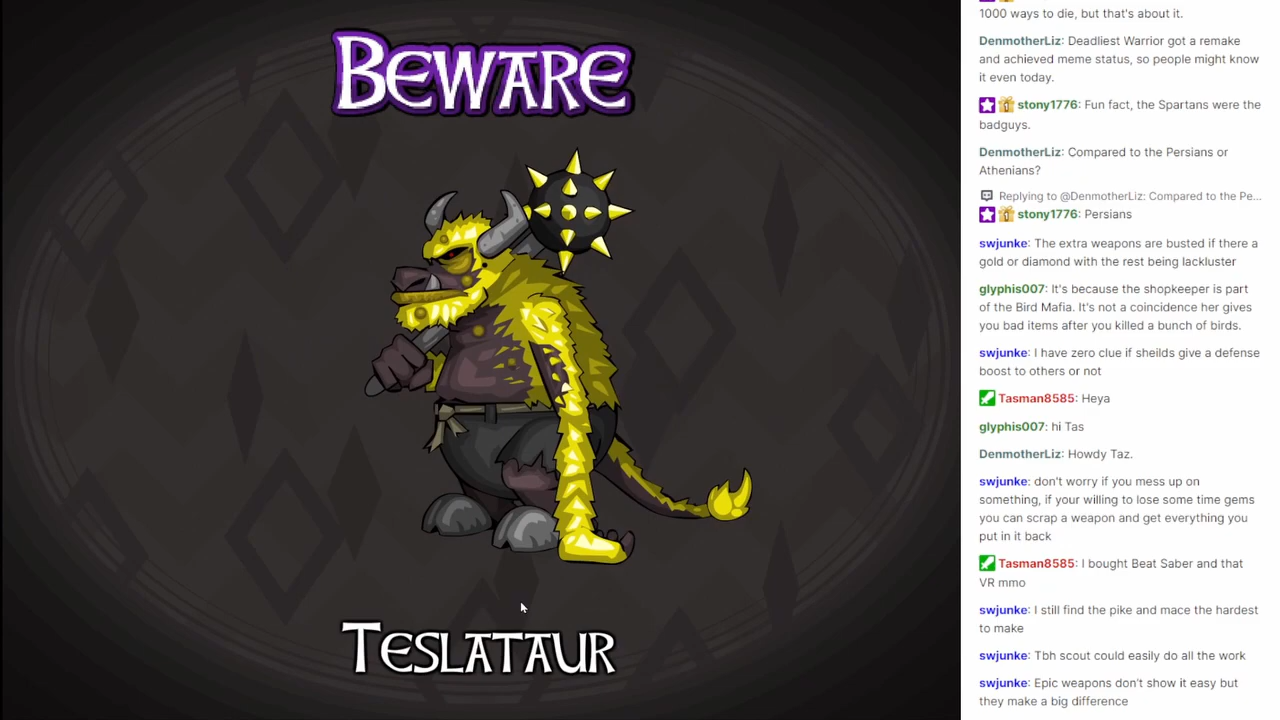 BEWARE
TESLATAUR
1000 ways to die, but that's about it.
DenmotherLiz: Deadliest Warrior got a remake
and achieved meme status, so people might know
it even today.
stony1776: Fun fact, the Spartans were the
badguys.
DenmotherLiz: Compared to the Persians or
Athenians?
Replying to @DenmotherLiz: Compared to the Pe...
stony1776: Persians
swjunke: The extra weapons are busted if there a
gold or diamond with the rest being lackluster
glyphis007: It's because the shopkeeper is part
of the Bird Mafia. It's not a coincidence her gives
you bad items after you killed a bunch of birds.
swjunke: I have zero clue if sheilds give a defense
boost to others or not
Tasman8585: Heya
glyphis007: hi Tas
DenmotherLiz: Howdy Taz.
swjunke: don't worry if you mess up on
something, if your willing to lose some time gems
you can scrap a weapon and get everything you
put in it back
Tasman8585: I bought Beat Saber and that
VR mmo
swjunke: I still find the pike and mace the hardest
to make
swjunke: Tbh scout could easily do all the work
swjunke: Epic weapons don't show it easy but
they make a big difference